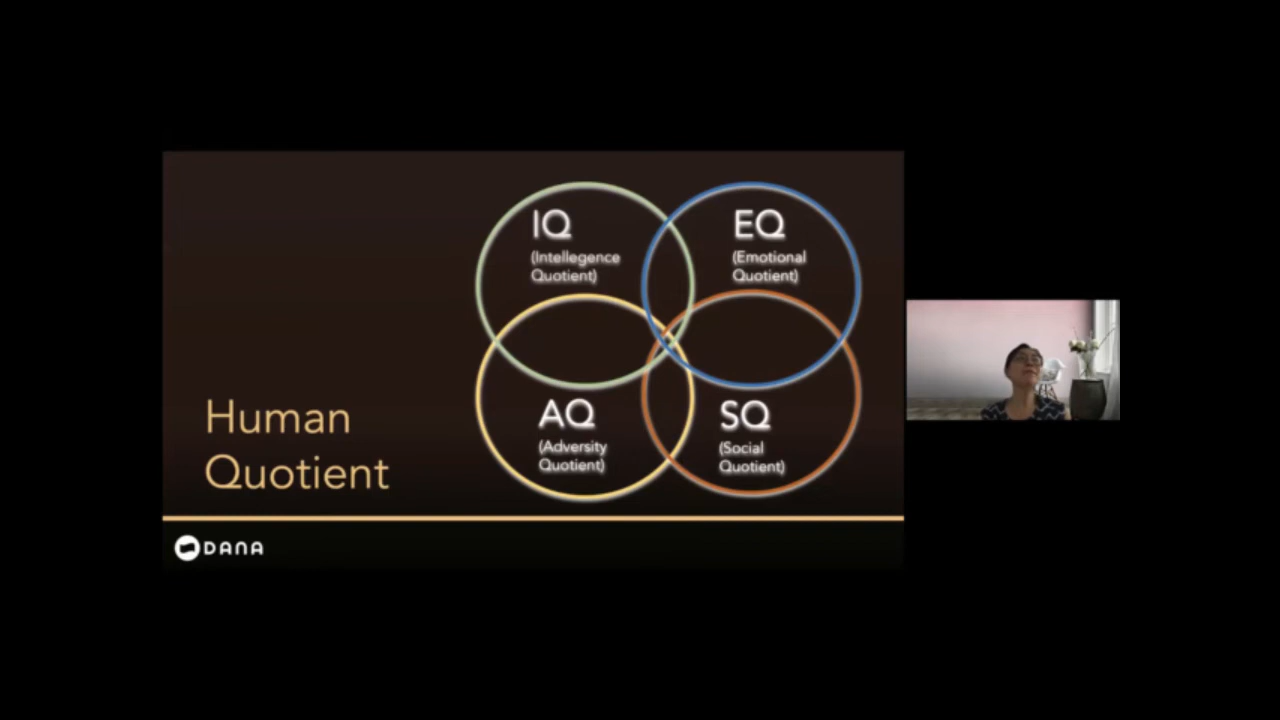 IQ
(Intellegence
Quotient)
EQ
(Emotional
Quotient)
AQ
(Adversity
Quotient)
SQ
(Social
Quotient)
Human
Quotient
DANA